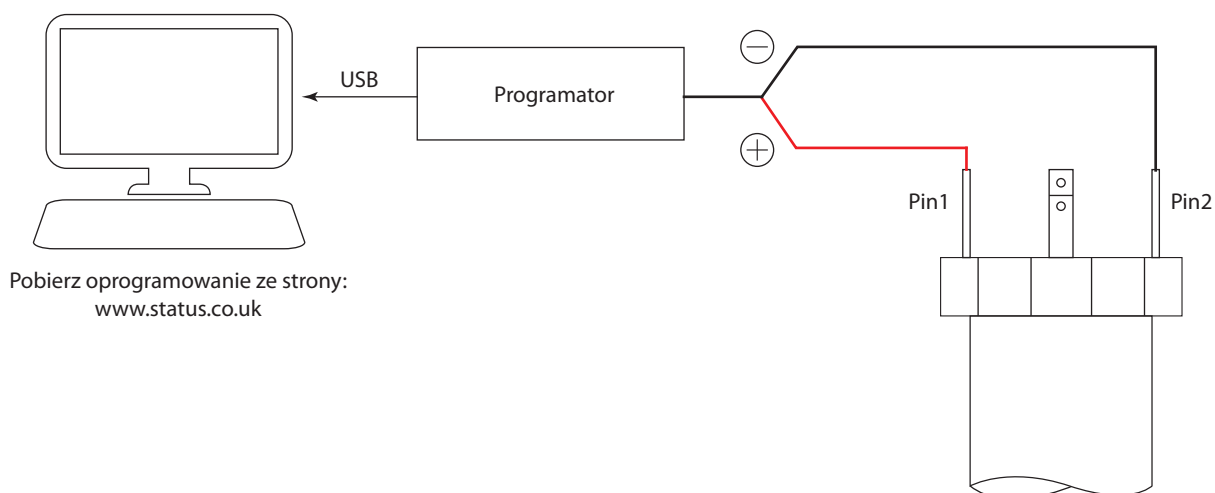 USB
Programator
−
+
Pin1
Pin2
Pobierz oprogramowanie ze strony:
www.status.co.uk